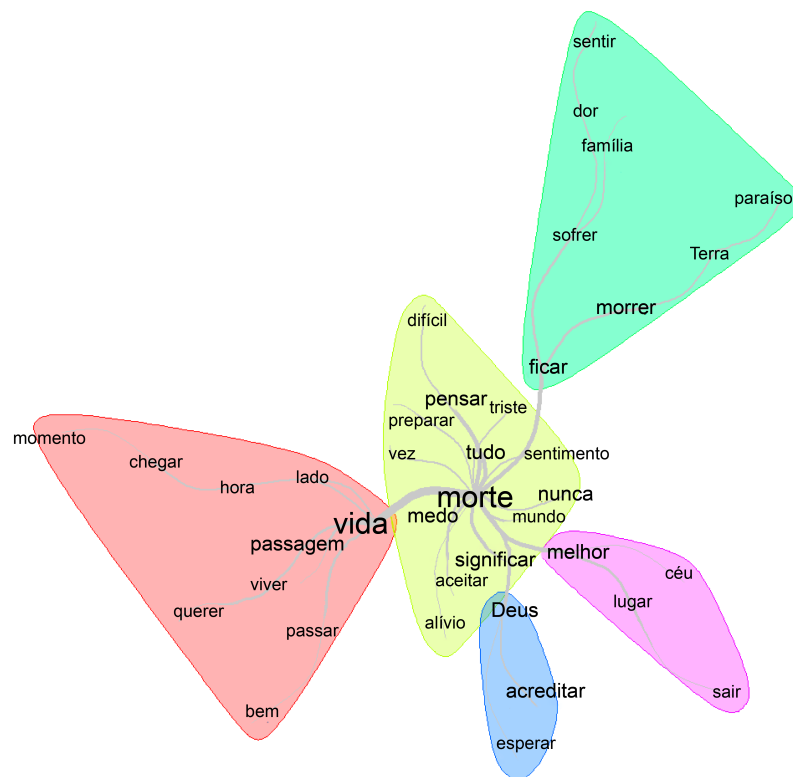 sentir
dor
família
paraíso
sofrer
Terra
morrer
ficar
difícil
pensar
triste
preparar
tudo
vez
sentimento
morte
nunca
medo
mundo
significar
aceitar
alívio
momento
chegar
hora
lado
vida
passagem
viver
querer
passar
bem
melhor
céu
lugar
sair
Deus
acreditar
esperar